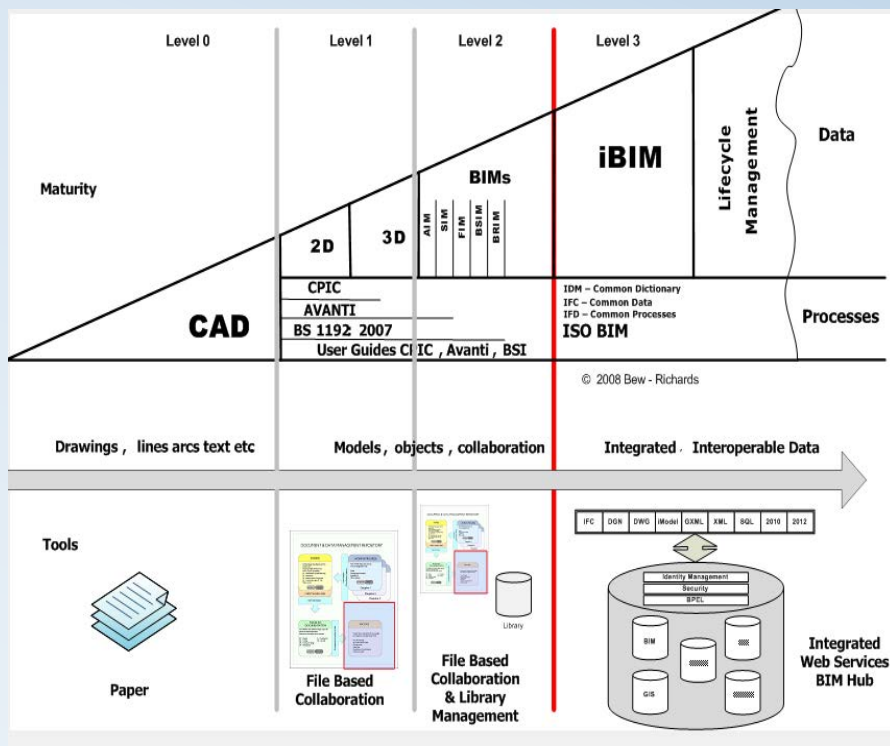 Level 0
Level 1
Level 2
Level 3
Maturity
Data
Processes
CAD
2D
3D
BIMs
AIM
SIM
FIM
BSIM
BRIM
iBIM
Lifecycle
Management
CPIC
AVANTI
BS 1192: 2007
User Guides CPIC , Avanti , BSI
IDM – Common Dictionary
IFC – Common Data
IFD – Common Processes
ISO BIM
© 2008 Bew - Richards
Drawings , lines arcs text etc
Models , objects , collaboration
Integrated , Interoperable Data
Tools
Paper
DOCUMENT & DATA MANAGEMENT REPOSITORY
File Based
Collaboration
Library
File Based
Collaboration
& Library
Management
IFC
DGN
DWG
iModel
GXML
XML
SQL
2010
2012
Identity Management
Security
BPEL
BIM
GIS
Integrated
Web Services
BIM Hub